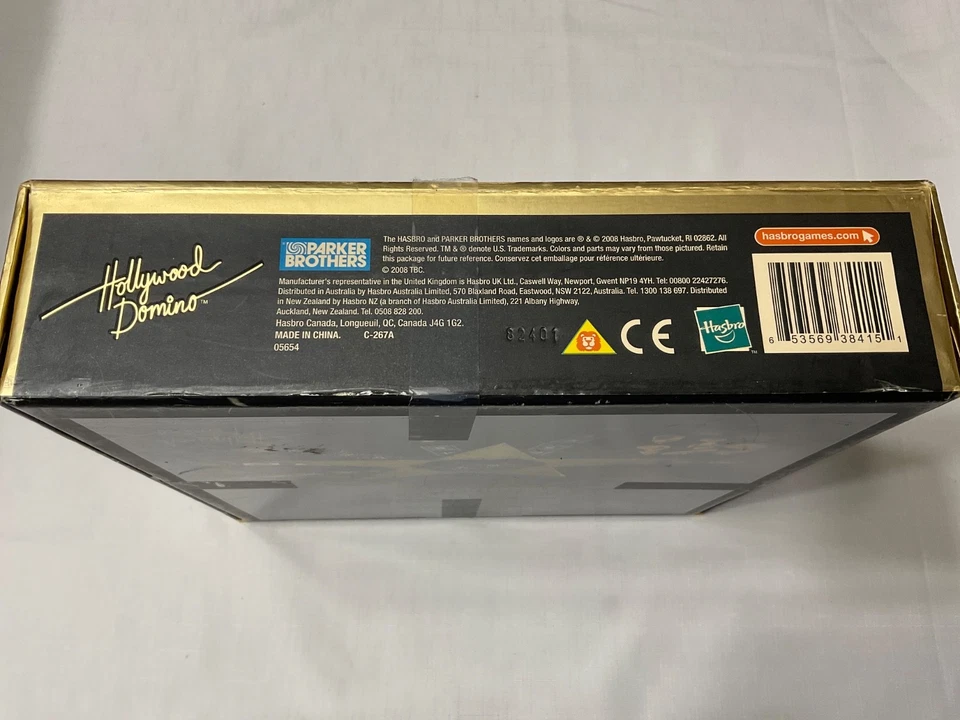 Hollywood
Domino™
PARKER
BROTHERS
The HASBRO and PARKER BROTHERS names and logos are ® & © 2008 Hasbro, Pawtucket, RI 02862. All
Rights Reserved. TM & ® denote U.S. Trademarks. Colors and parts may vary from those pictured. Retain
this package for future reference. Conservez cet emballage pour référence ultérieure.
© 2008 TBC.
Manufacturer's representative in the United Kingdom is Hasbro UK Ltd., Caswell Way, Newport, Gwent NP19 4YH. Tel: 00800 22427276.
Distributed in Australia by Hasbro Australia Limited, 570 Blaxland Road, Eastwood, NSW 2122, Australia. Tel. 1300 138 697. Distributed
in New Zealand by Hasbro NZ (a branch of Hasbro Australia Limited), 221 Albany Highway,
Auckland, New Zealand. Tel. 0508 828 200.
Hasbro Canada, Longueuil, QC, Canada J4G 1G2.
MADE IN CHINA. C-267A
05654
82401
CE
Hasbro™
hasbrogames.com
6 53569 38415 1